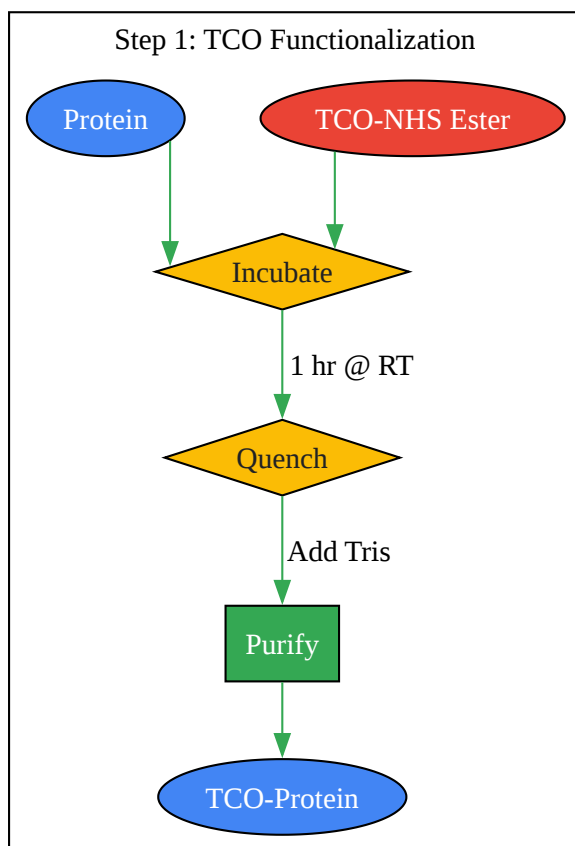 Step 1: TCO Functionalization
Protein
TCO-NHS Ester
Incubate
1 hr @ RT
Quench
Add Tris
Purify
TCO-Protein